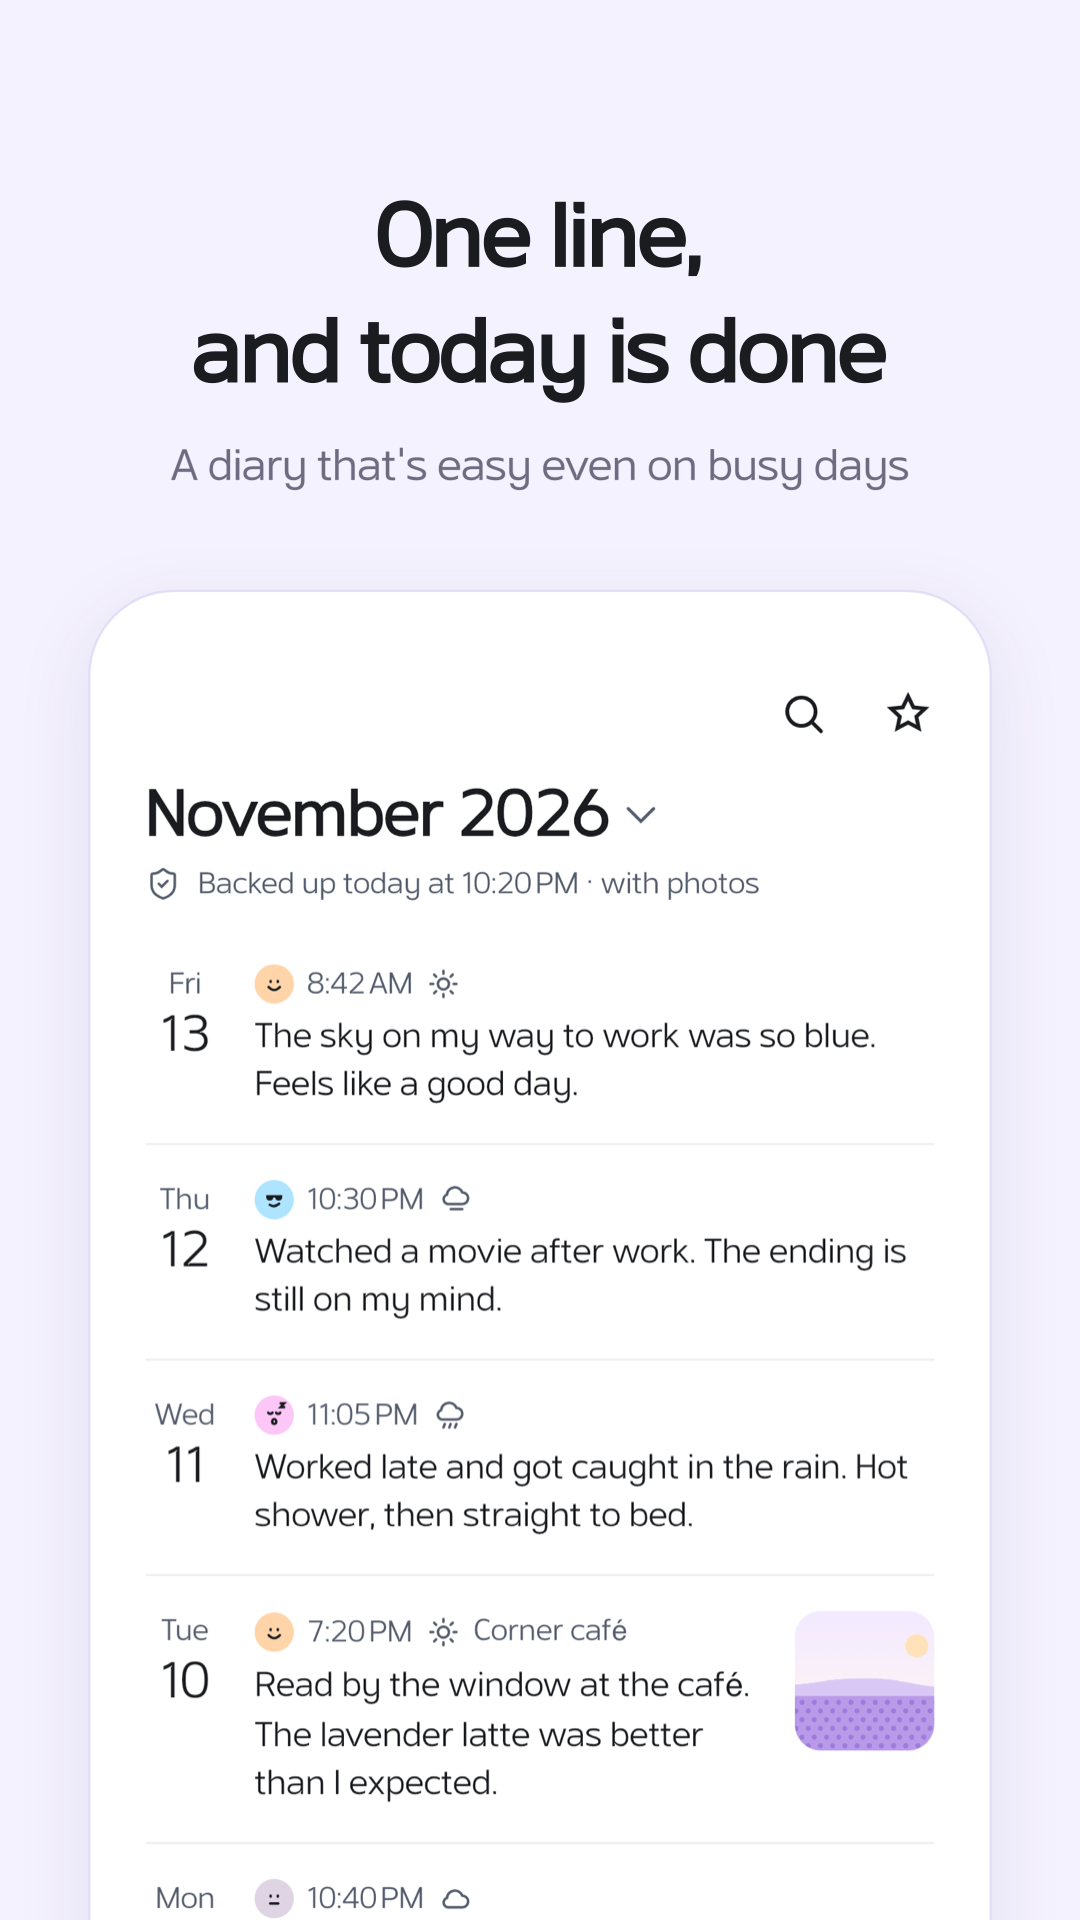 One line,
and today is done
A diary that's easy even on busy days
November 2026
Backed up today at 10:20 PM · with photos
Fri
13
8:42 AM
The sky on my way to work was so blue.
Feels like a good day.
Thu
12
10:30 PM
Watched a movie after work. The ending is
still on my mind.
Wed
11
11:05 PM
Worked late and got caught in the rain. Hot
shower, then straight to bed.
Tue
10
7:20 PM Corner café
Read by the window at the café.
The lavender latte was better
than I expected.
Mon
10:40 PM